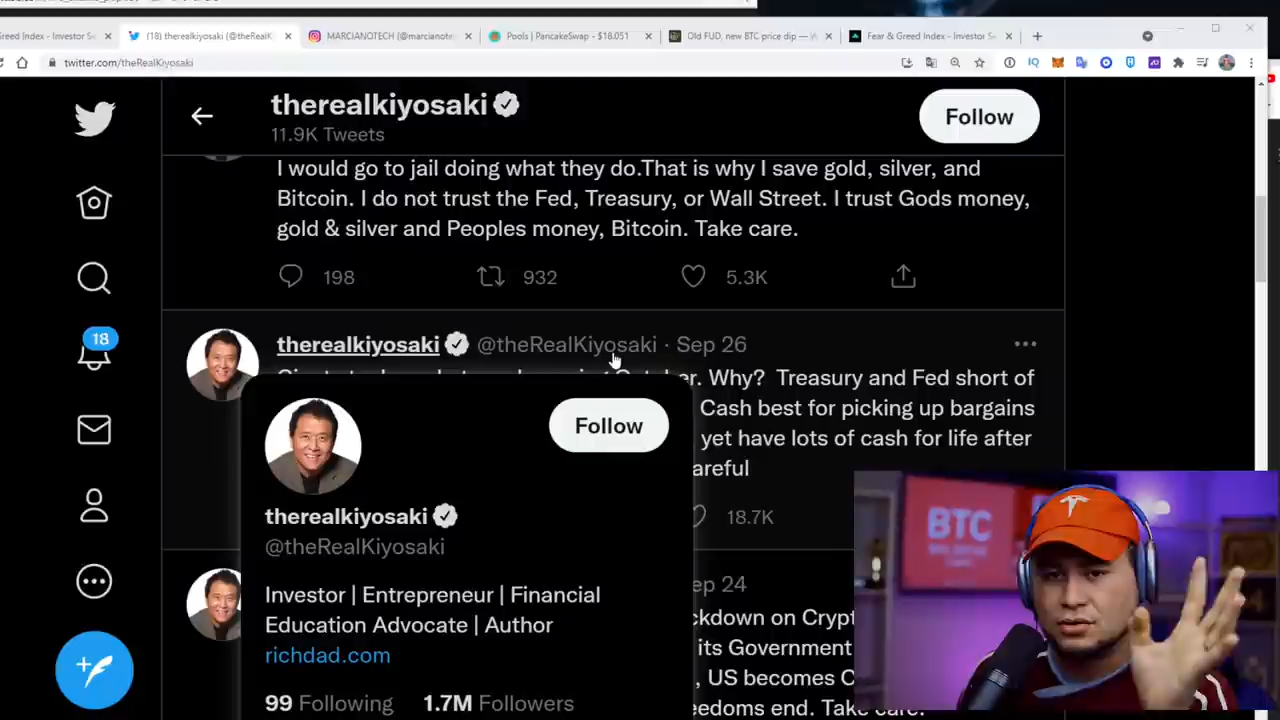 Greed Index - Investor Se
(18) therealkiyosaki (@theRealK
MARCIANOTECH (@marcianote
Pools | PancakeSwap - $18.051
Old FUD, new BTC price dip — W
Fear & Greed Index - Investor Se
twitter.com/theRealKiyosaki
therealkiyosaki
11.9K Tweets
Follow
I would go to jail doing what they do.That is why I save gold, silver, and
Bitcoin. I do not trust the Fed, Treasury, or Wall Street. I trust Gods money,
gold & silver and Peoples money, Bitcoin. Take care.
198
932
5.3K
18
therealkiyosaki @theRealKiyosaki · Sep 26
Why? Treasury and Fed short of
Cash best for picking up bargains
yet have lots of cash for life after
areful
18.7K
Follow
therealkiyosaki
@theRealKiyosaki
Investor | Entrepreneur | Financial
Education Advocate | Author
richdad.com
99 Following 1.7M Followers
Sep 24
ckdown on Crypt
its Government
, US becomes C
eedoms end. Take care.
BTC